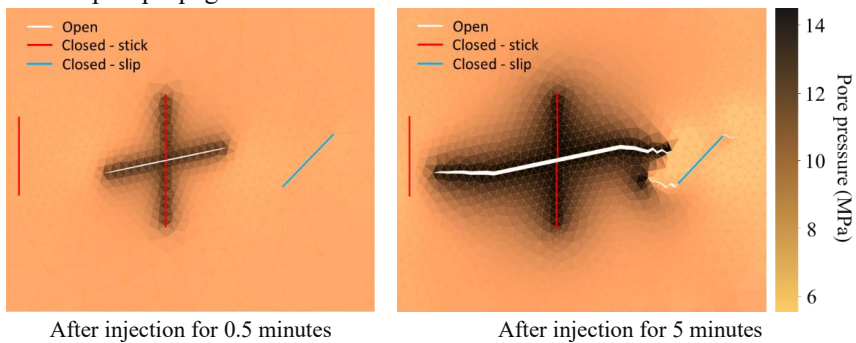 Open
Closed - stick
Closed - slip
Open
Closed - stick
Closed - slip
14
12
10
8
6
Pore pressure (MPa)
After injection for 0.5 minutes
After injection for 5 minutes